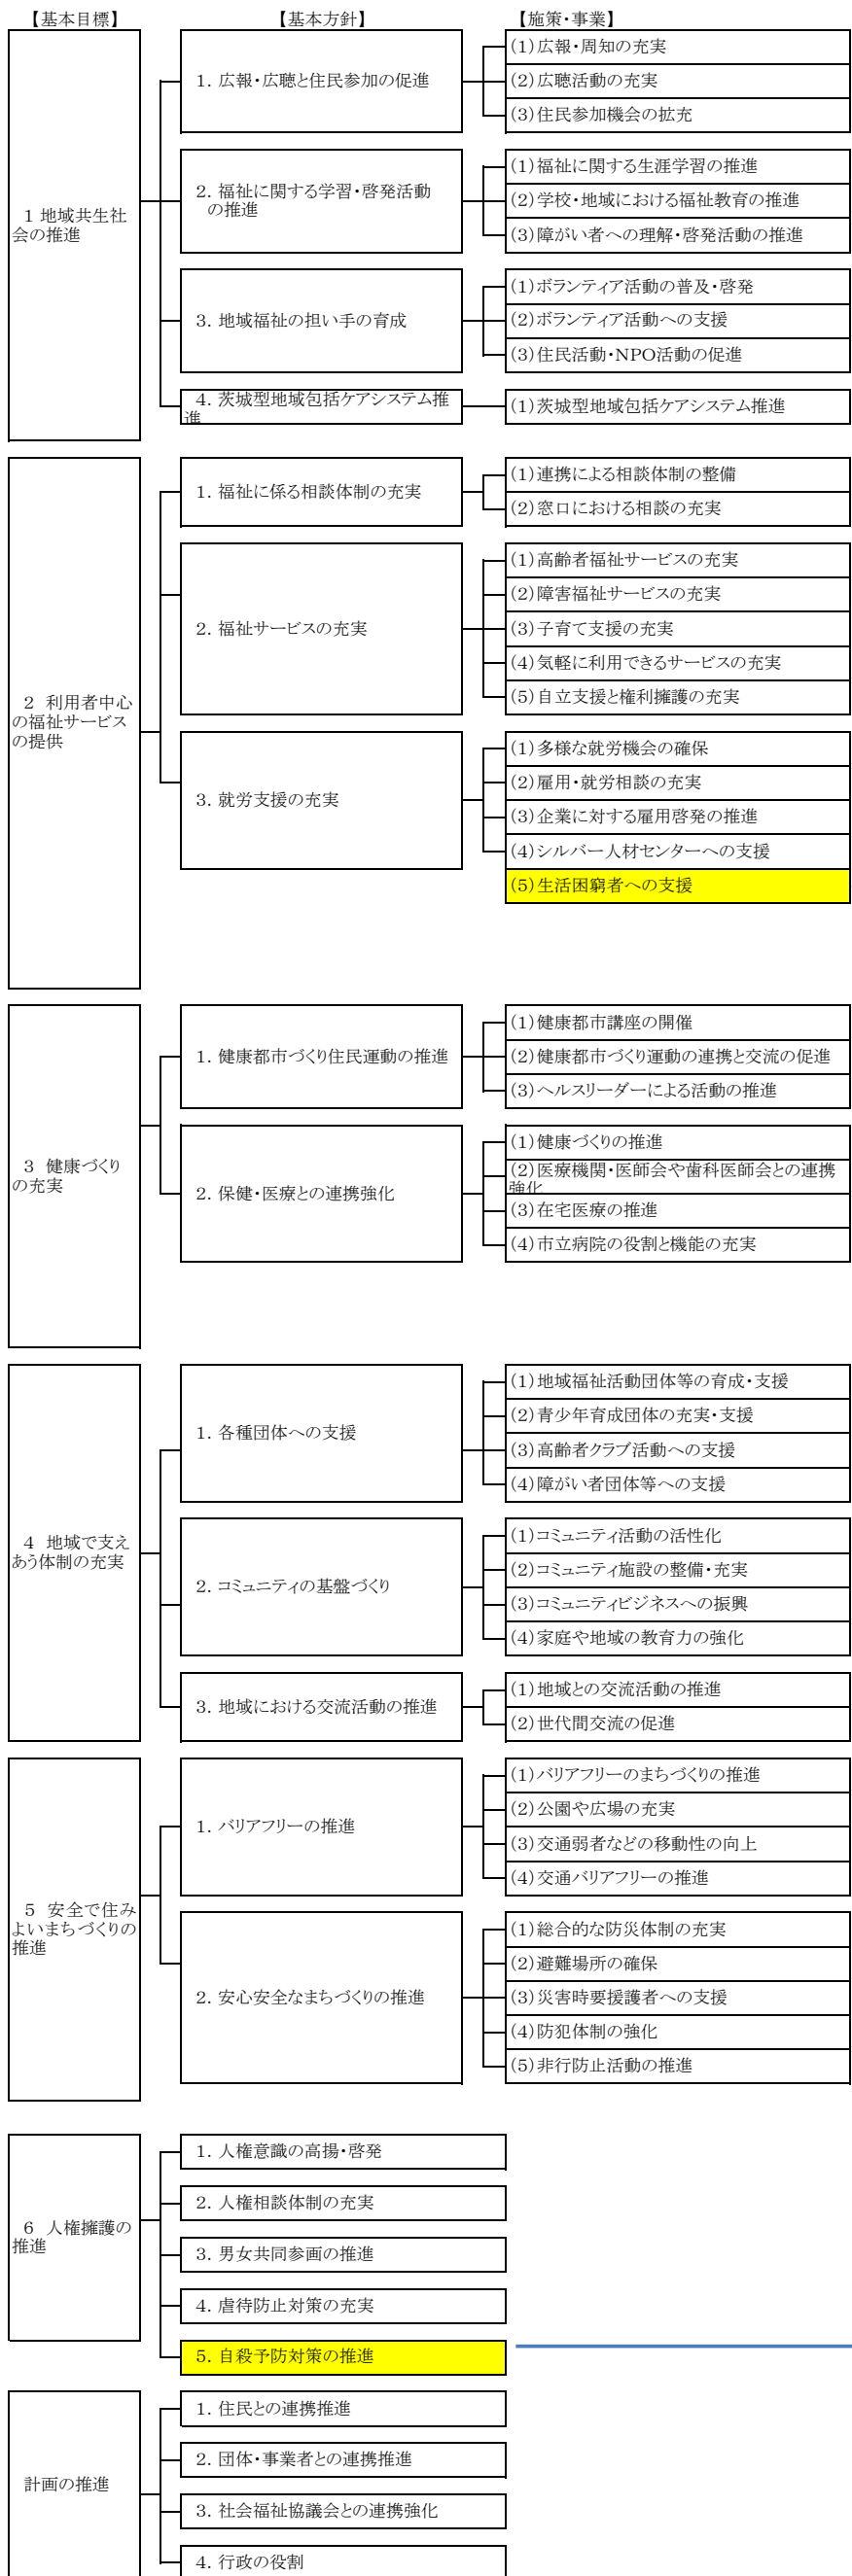 【基本目標】 【基本方針】 【施策・事業】
1 地域共生社
会の推進
1. 広報・広聴と住民参加の促進
(1)広報・周知の充実
(2)広聴活動の充実
(3)住民参加機会の拡充
2. 福祉に関する学習・啓発活動
の推進
(1)福祉に関する生涯学習の推進
(2)学校・地域における福祉教育の推進
(3)障がい者への理解・啓発活動の推進
3. 地域福祉の担い手の育成
(1)ボランティア活動の普及・啓発
(2)ボランティア活動への支援
(3)住民活動・NPO活動の促進
4. 茨城型地域包括ケアシステム推
進
(1)茨城型地域包括ケアシステム推進
2 利用者中心
の福祉サービス
の提供
1. 福祉に係る相談体制の充実
(1)連携による相談体制の整備
(2)窓口における相談の充実
2. 福祉サービスの充実
(1)高齢者福祉サービスの充実
(2)障害福祉サービスの充実
(3)子育て支援の充実
(4)気軽に利用できるサービスの充実
(5)自立支援と権利擁護の充実
3. 就労支援の充実
(1)多様な就労機会の確保
(2)雇用・就労相談の充実
(3)企業に対する雇用啓発の推進
(4)シルバー人材センターへの支援
(5)生活困窮者への支援
3 健康づくり
の充実
1. 健康都市づくり住民運動の推進
(1)健康都市講座の開催
(2)健康都市づくり運動の連携と交流の促進
(3)ヘルスリーダーによる活動の推進
2. 保健・医療との連携強化
(1)健康づくりの推進
(2)医療機関・医師会や歯科医師会との連携
強化
(3)在宅医療の推進
(4)市立病院の役割と機能の充実
4 地域で支え
あう体制の充実
1. 各種団体への支援
(1)地域福祉活動団体等の育成・支援
(2)青少年育成団体の充実・支援
(3)高齢者クラブ活動への支援
(4)障がい者団体等への支援
2. コミュニティの基盤づくり
(1)コミュニティ活動の活性化
(2)コミュニティ施設の整備・充実
(3)コミュニティビジネスへの振興
(4)家庭や地域の教育力の強化
3. 地域における交流活動の推進
(1)地域との交流活動の推進
(2)世代間交流の促進
5 安全で住み
よいまちづくりの
推進
1. バリアフリーの推進
(1)バリアフリーのまちづくりの推進
(2)公園や広場の充実
(3)交通弱者などの移動性の向上
(4)交通バリアフリーの推進
2. 安心安全なまちづくりの推進
(1)総合的な防災体制の充実
(2)避難場所の確保
(3)災害時要援護者への支援
(4)防犯体制の強化
(5)非行防止活動の推進
6 人権擁護の
推進
1. 人権意識の高揚・啓発
2. 人権相談体制の充実
3. 男女共同参画の推進
4. 虐待防止対策の充実
5. 自殺予防対策の推進
計画の推進
1. 住民との連携推進
2. 団体・事業者との連携推進
3. 社会福祉協議会との連携強化
4. 行政の役割